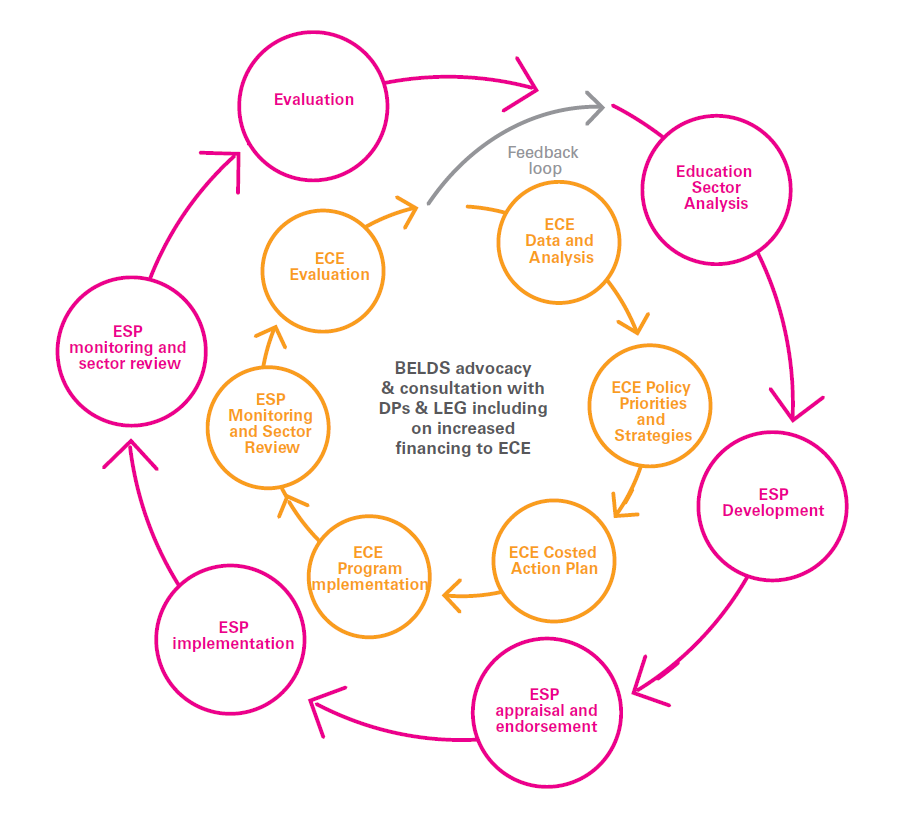 Evaluation
Feedback
loop
Education
Sector
Analysis
ECE
Data and
Analysis
ECE
Evaluation
ESP
monitoring and
sector review
BELDS advocacy
& consultation with
DPs & LEG including
on increased
financing to ECE
ECE Policy
Priorities
and
Strategies
ESP
Monitoring
and Sector
Review
ESP
Development
ECE Costed
Action Plan
ECE
Program
mplementation
ESP
implementation
ESP
appraisal and
endorsement